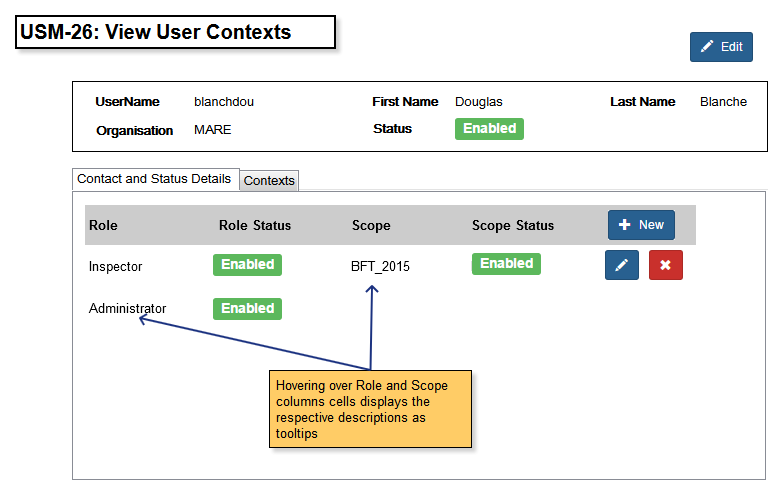 USM-26: View User Contexts
Edit
UserName blanchdou First Name Douglas Last Name Blanche
Organisation MARE Status Enabled
Contact and Status Details Contexts
Role Role Status Scope Scope Status New
Inspector Enabled BFT_2015 Enabled
Administrator Enabled
Hovering over Role and Scope
columns cells displays the
respective descriptions as
tooltips